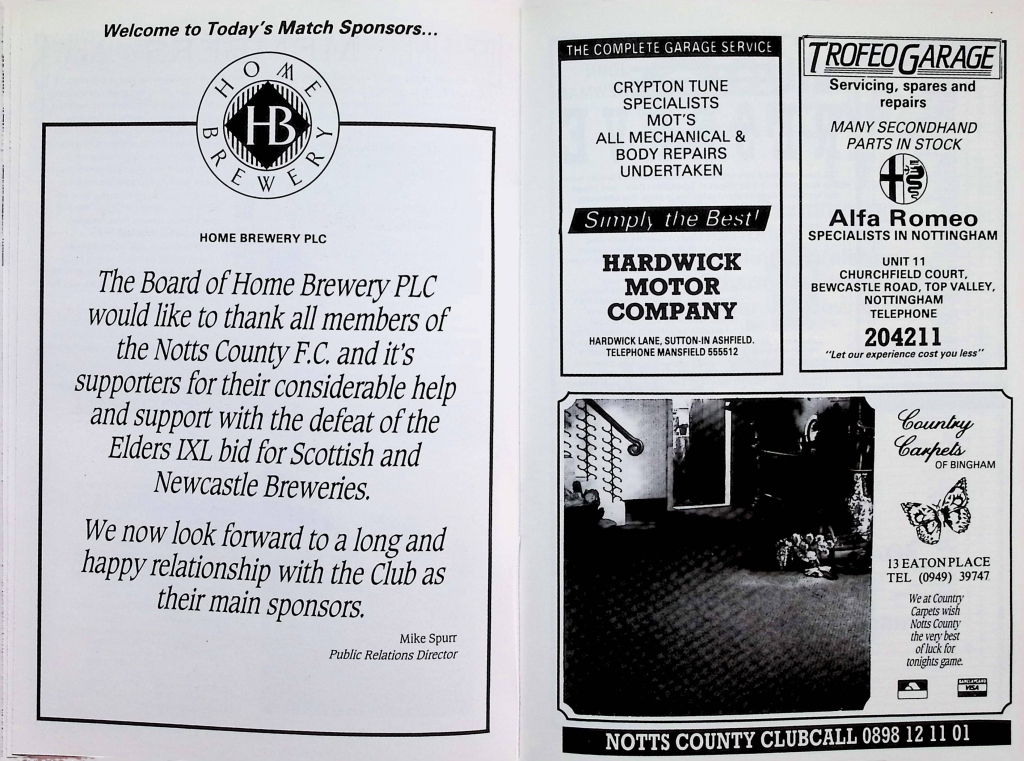 Welcome to Today's Match Sponsors...
HOME BREWERY
HB
HOME BREWERY PLC
The Board of Home Brewery PLC
would like to thank all members of
the Notts County F.C. and it's
supporters for their considerable help
and support with the defeat of the
Elders IXL bid for Scottish and
Newcastle Breweries.
We now look forward to a long and
happy relationship with the Club as
their main sponsors.
Mike Spurr
Public Relations Director
THE COMPLETE GARAGE SERVICE
CRYPTON TUNE
SPECIALISTS
MOT'S
ALL MECHANICAL &
BODY REPAIRS
UNDERTAKEN
Simply the Best!
HARDWICK
MOTOR
COMPANY
HARDWICK LANE, SUTTON-IN ASHFIELD.
TELEPHONE MANSFIELD 555512
TROFEO GARAGE
Servicing, spares and
repairs
MANY SECONDHAND
PARTS IN STOCK
Alfa Romeo
SPECIALISTS IN NOTTINGHAM
UNIT 11
CHURCHFIELD COURT,
BEWCASTLE ROAD, TOP VALLEY,
NOTTINGHAM
TELEPHONE
204211
"Let our experience cost you less"
Country
Carpets
OF BINGHAM
13 EATON PLACE
TEL (0949) 39747
We at Country
Carpets wish
Notts County
the very best
of luck for
tonights game.
BARCLAYCARD
VISA
NOTTS COUNTY CLUBCALL 0898 12 11 01